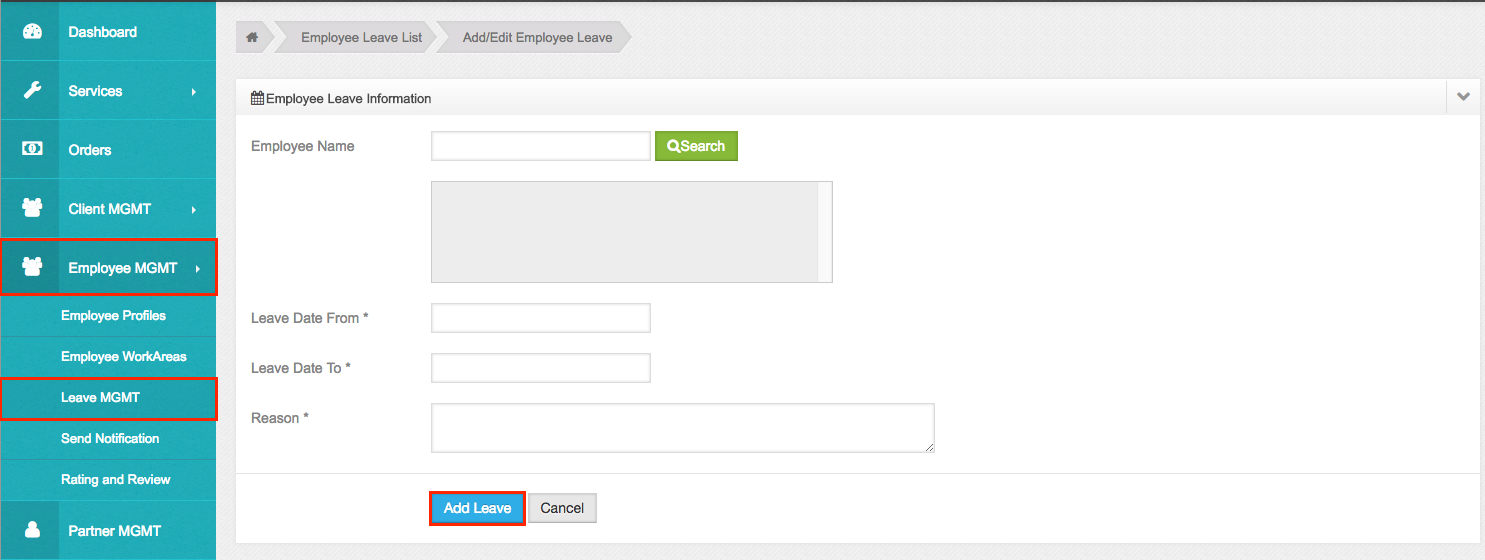 Dashboard
Services
Orders
Client MGMT
Employee MGMT
Employee Profiles
Employee WorkAreas
Leave MGMT
Send Notification
Rating and Review
Partner MGMT
Employee Leave List
Add/Edit Employee Leave
Employee Leave Information
Employee Name
Search
Leave Date From *
Leave Date To *
Reason *
Add Leave
Cancel